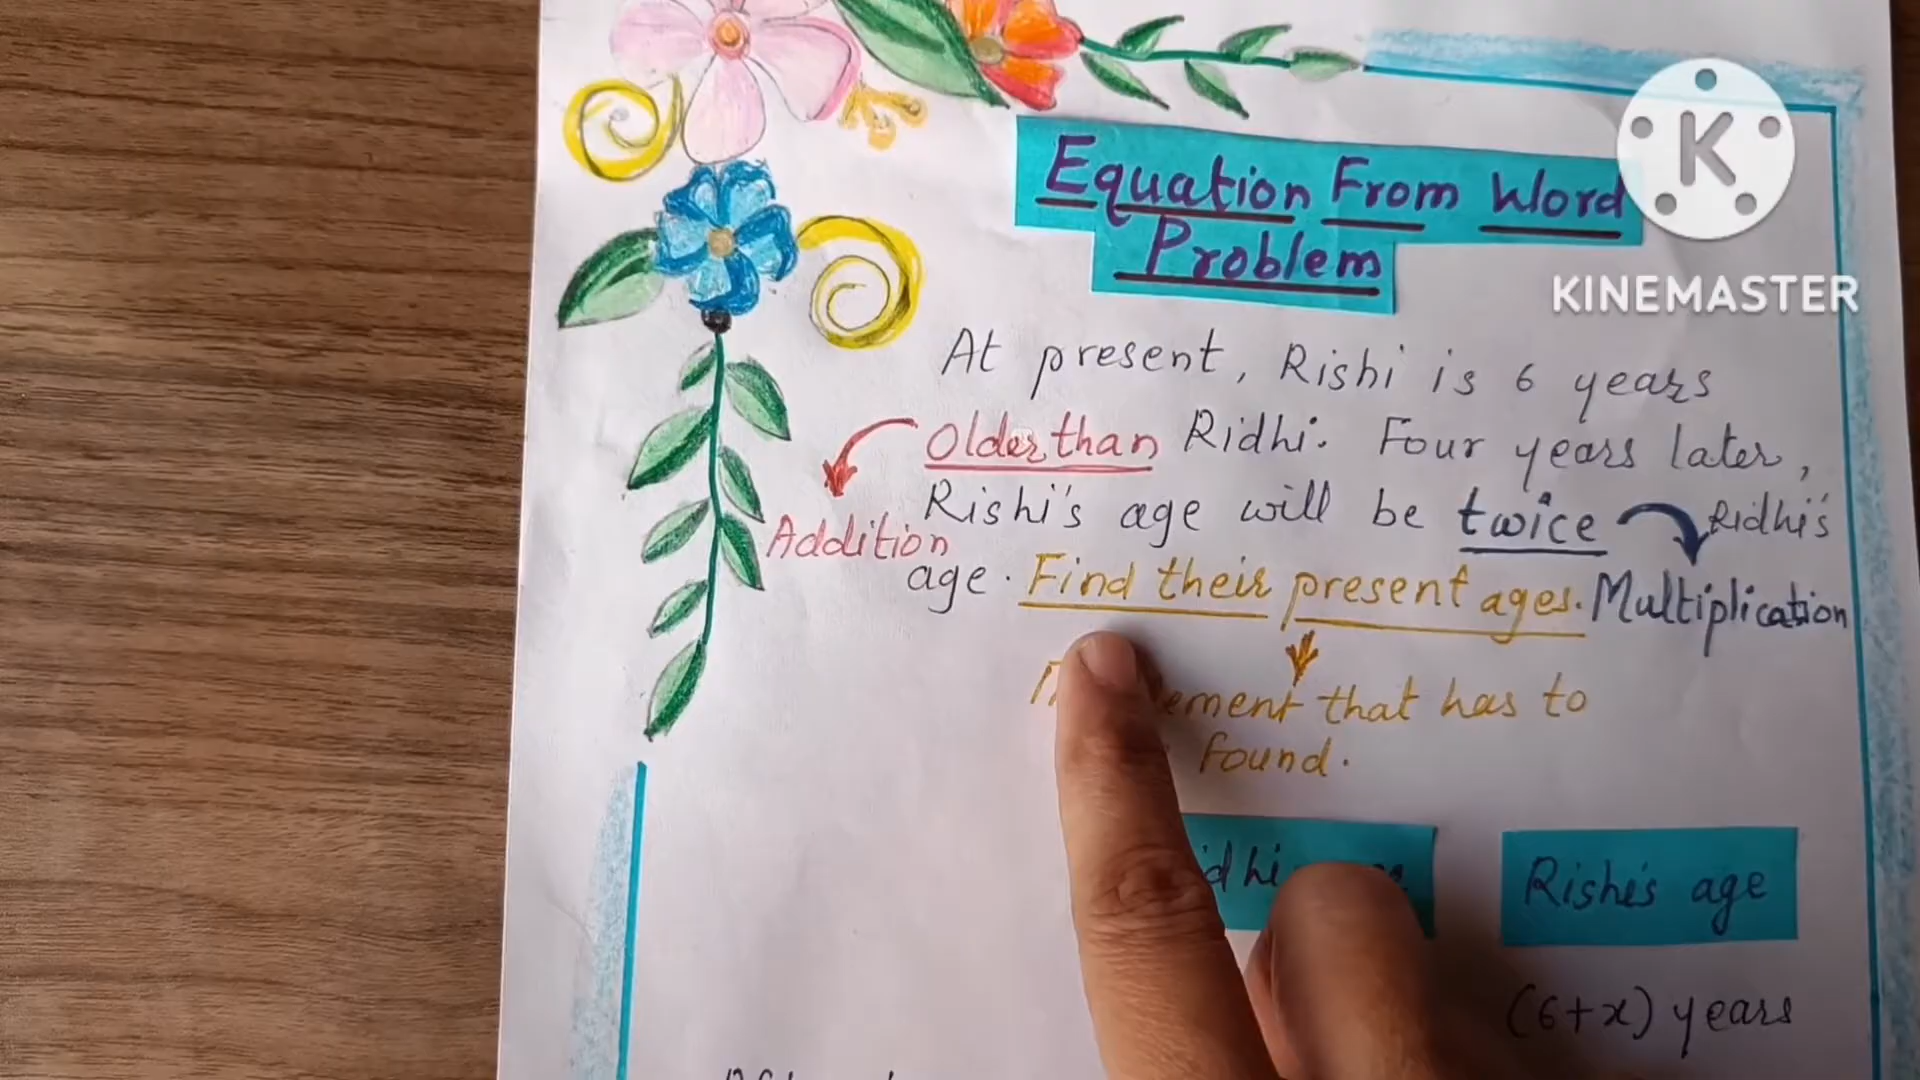 Equation From Word
Problem
K
KINEMASTER
At present, Rishi is 6 years
Older than Ridhi. Four years later,
Rishi's age will be twice Ridhi's
Addition
age. Find their present ages. Multiplication
that has to
found.
Rishi's age
(6+x) years